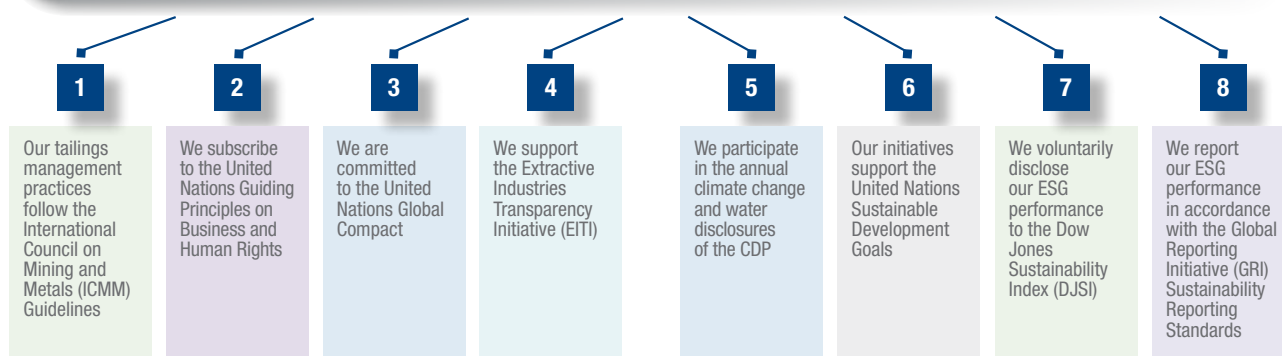 1
Our tailings
management
practices
follow the
International
Council on
Mining and
Metals (ICMM)
Guidelines
2
We subscribe
to the United
Nations Guiding
Principles on
Business and
Human Rights
3
We are
committed
to the United
Nations Global
Compact
4
We support
the Extractive
Industries
Transparency
Initiative (EITI)
5
We participate
in the annual
climate change
and water
disclosures
of the CDP
6
Our initiatives
support the
United Nations
Sustainable
Development
Goals
7
We voluntarily
disclose
our ESG
performance
to the Dow
Jones
Sustainability
Index (DJSI)
8
We report
our ESG
performance
in accordance
with the Global
Reporting
Initiative (GRI)
Sustainability
Reporting
Standards